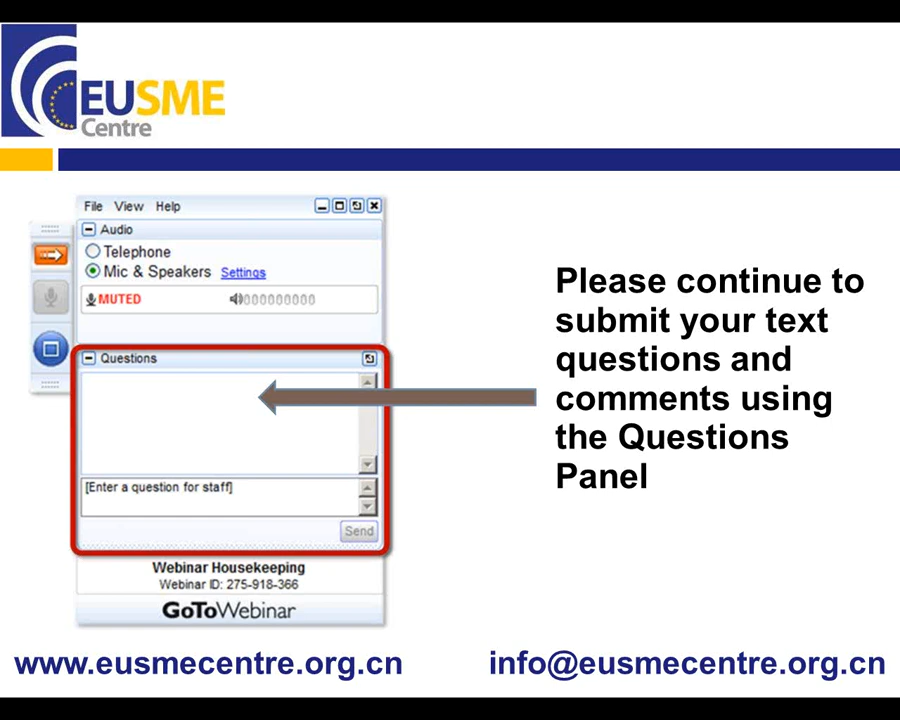 EUSME
Centre
File View Help
Audio
Telephone
Mic & Speakers Settings
MUTED 000000000
Questions
[Enter a question for staff]
Send
Webinar Housekeeping
Webinar ID: 275-918-366
GoToWebinar
Please continue to
submit your text
questions and
comments using
the Questions
Panel
www.eusmecentre.org.cn info@eusmecentre.org.cn